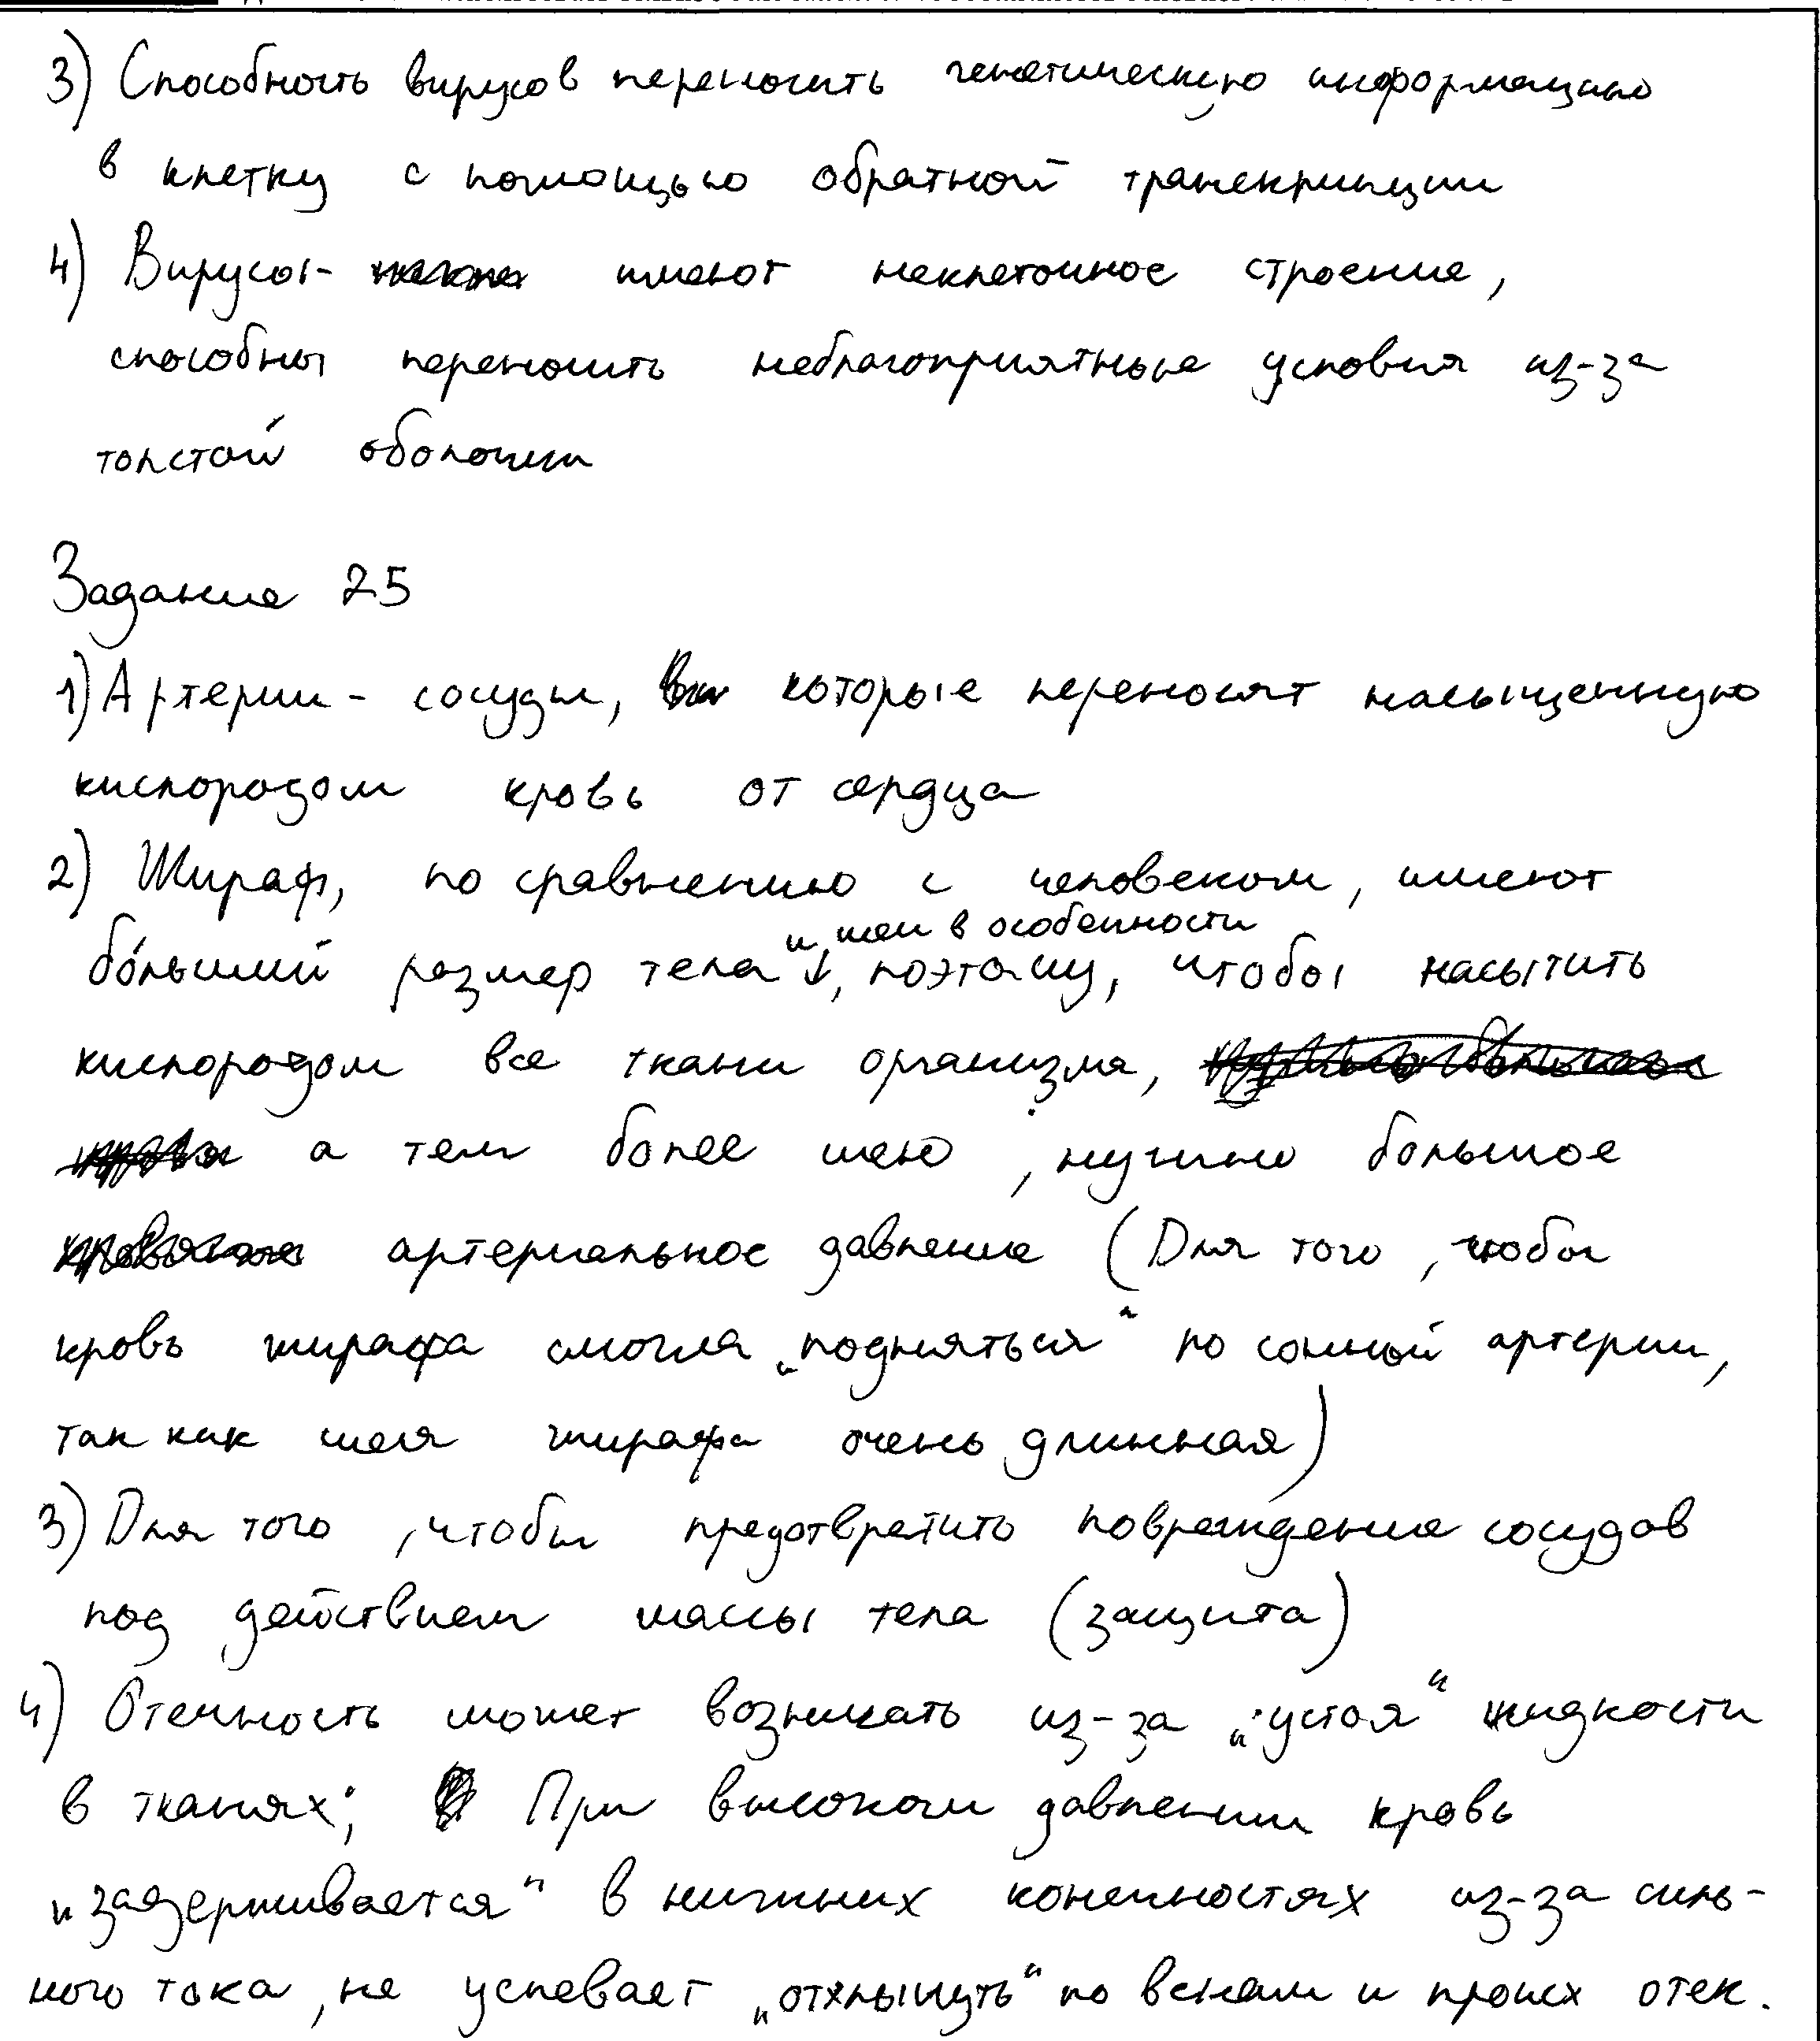 3) Способность вирусов переносить генетическую информацию
в клетку с помощью обратной транскрипции
4) Вирусы - имеют неклеточное строение,
способны переносить неблагоприятные условия из-за
толстой оболочки
Задание 25
1) Артерии - сосуды, которые переносят насыщенную
кислородом кровь от сердца
2) Жираф, по сравнению с человеком, имеют
и шеи в особенности
бо́льший размер тела, поэтому, чтобы насытить
кислородом все ткани организма,
а тем более шею, нужно большое
артериальное давление (Для того, чтобы
кровь жирафа смогла „подняться“ по сонной артерии,
так как шея жирафа очень длинная)
3) Для того, чтобы предотвратить повреждение сосудов
под действием массы тела (защита)
4) Отечность может возникать из-за „устоя“ жидкости
в тканях; При высоком давлении кровь
„задерживается“ в нижних конечностях из-за силь-
ного тока, не успевает „отхлынуть“ по венам и происх отек.